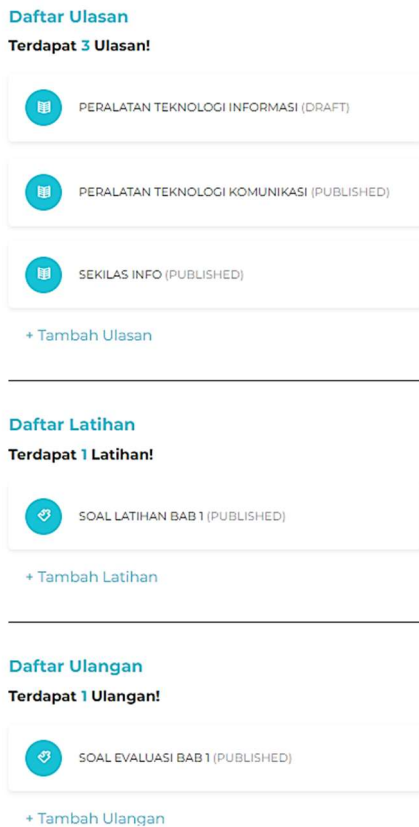 Daftar Ulasan
Terdapat 3 Ulasan!
PERALATAN TEKNOLOGI INFORMASI (DRAFT)
PERALATAN TEKNOLOGI KOMUNIKASI (PUBLISHED)
SEKILAS INFO (PUBLISHED)
+ Tambah Ulasan
Daftar Latihan
Terdapat 1 Latihan!
SOAL LATIHAN BAB 1 (PUBLISHED)
+ Tambah Latihan
Daftar Ulangan
Terdapat 1 Ulangan!
SOAL EVALUASI BAB 1 (PUBLISHED)
+ Tambah Ulangan